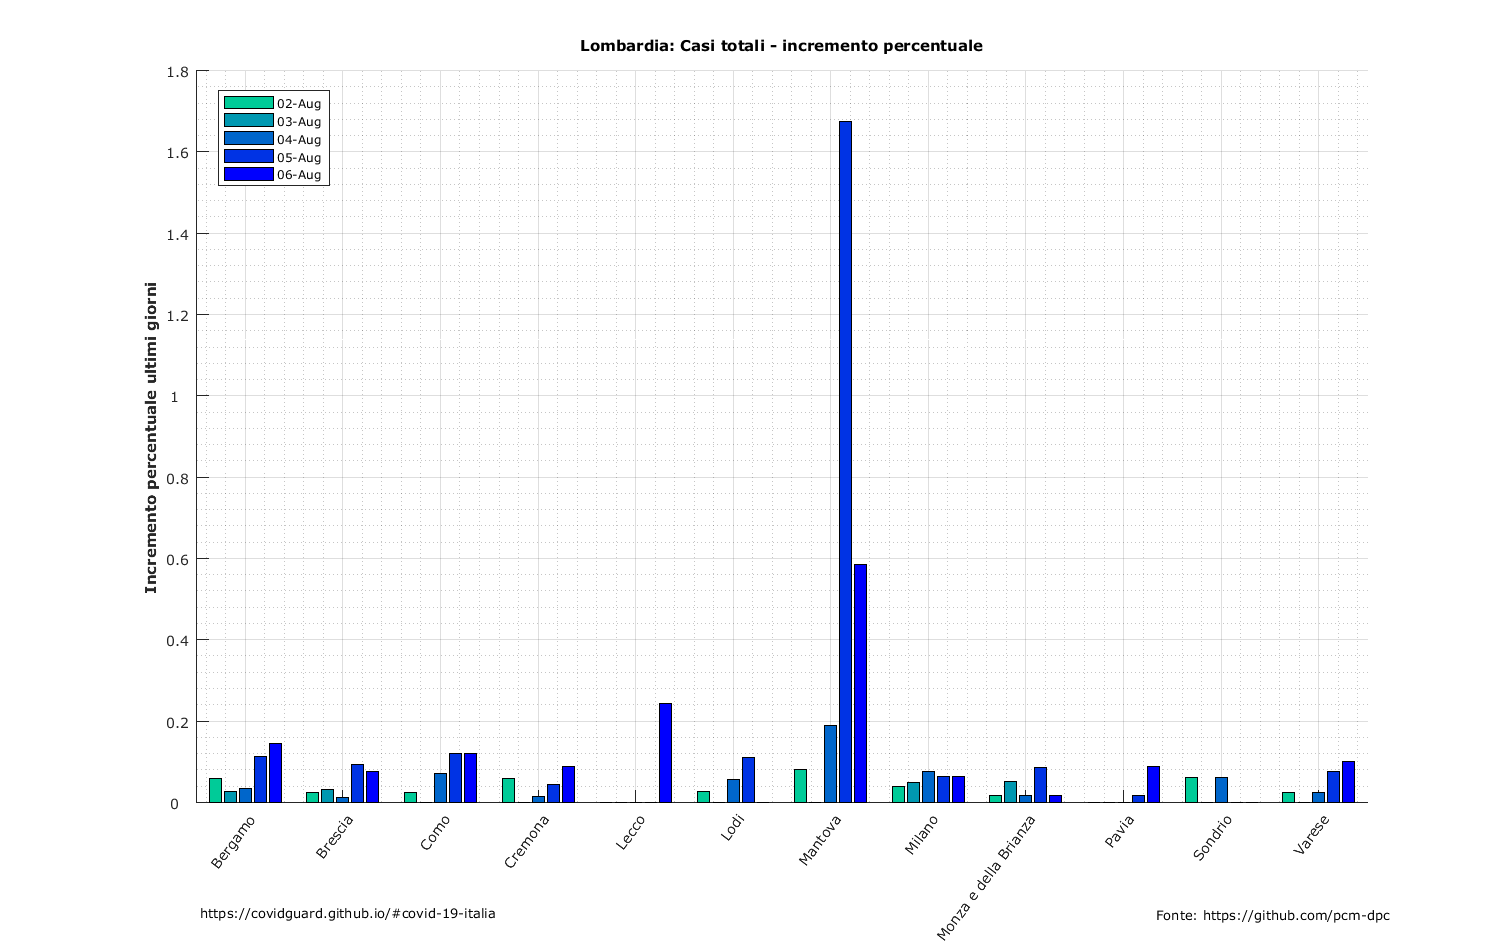 Lombardia: Casi totali - incremento percentuale
1.8
1.6
1.4
1.2
1
0.8
0.6
0.4
0.2
0
Incremento percentuale ultimi giorni
02-Aug
03-Aug
04-Aug
05-Aug
06-Aug
Bergamo
Brescia
Como
Cremona
Lecco
Lodi
Mantova
Milano
Monza e della Brianza
Pavia
Sondrio
Varese
https://covidguard.github.io/#covid-19-italia
Fonte: https://github.com/pcm-dpc